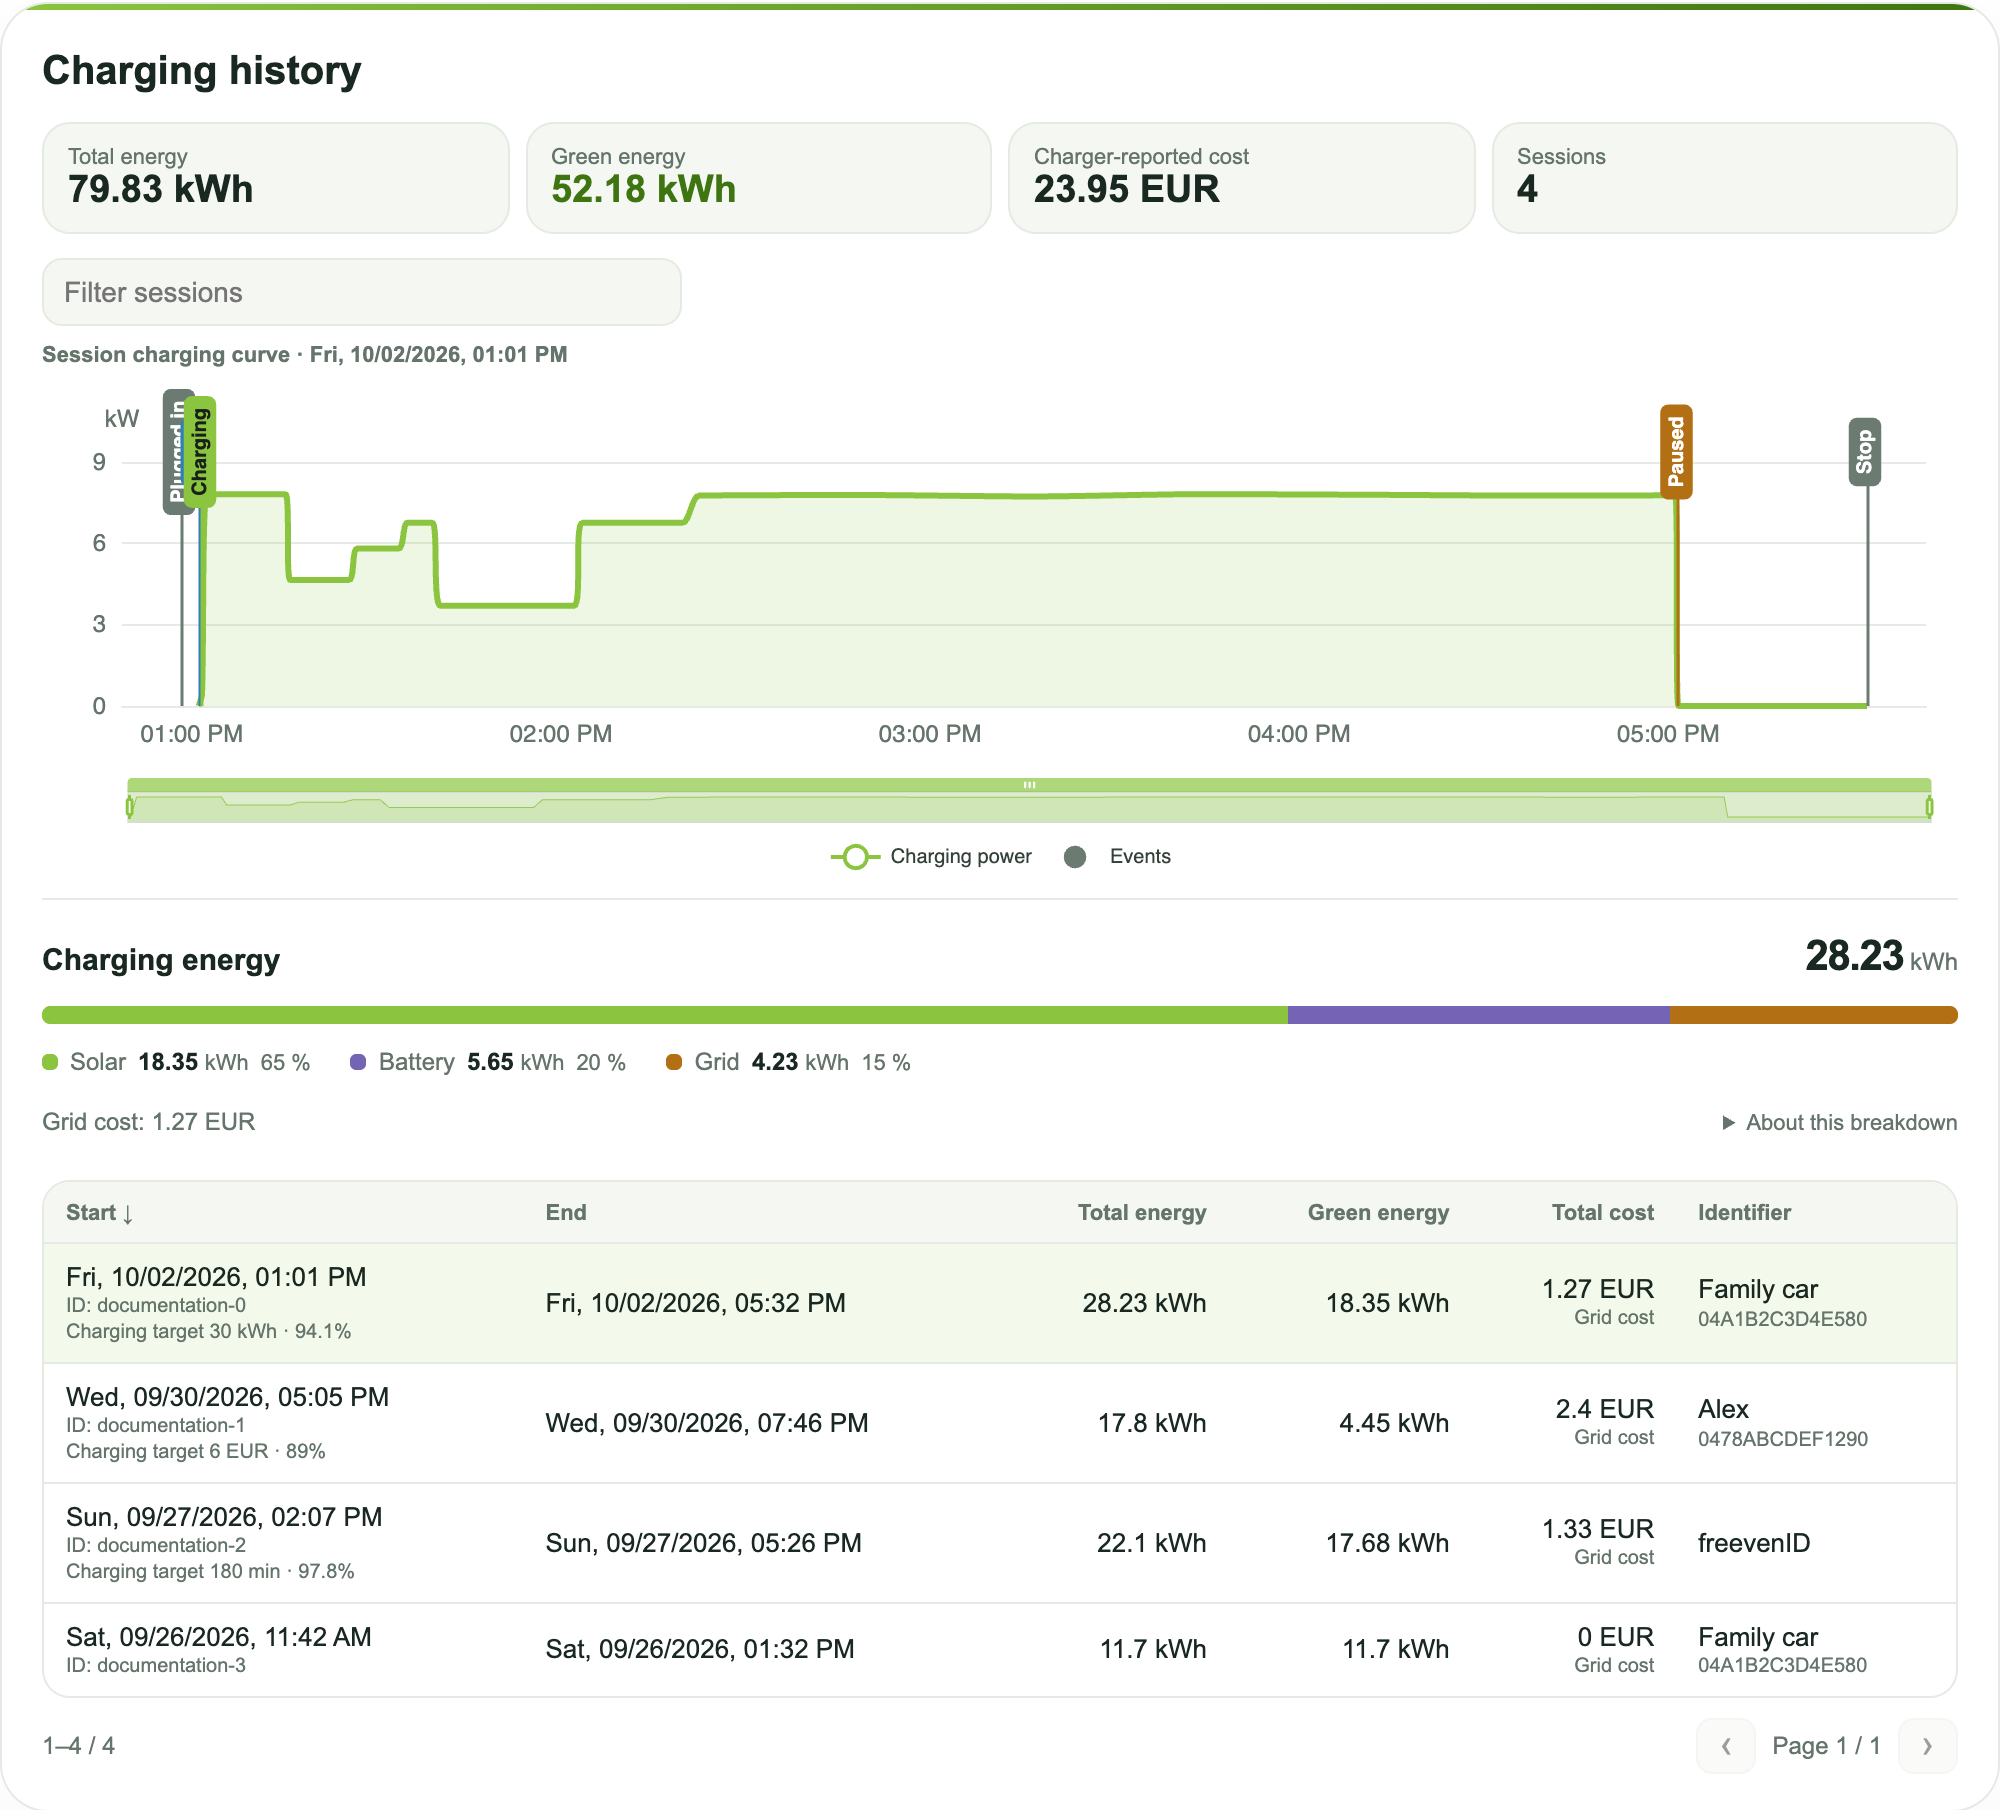 Charging history
Total energy
79.83 kWh
Green energy
52.18 kWh
Charger-reported cost
23.95 EUR
Sessions
4
Filter sessions
Session charging curve · Fri, 10/02/2026, 01:01 PM
kW
Plugged in
Charging
Paused
Stop
9
6
3
0
01:00 PM
02:00 PM
03:00 PM
04:00 PM
05:00 PM
Charging power
Events
Charging energy
28.23 kWh
Solar 18.35 kWh 65 %
Battery 5.65 kWh 20 %
Grid 4.23 kWh 15 %
Grid cost: 1.27 EUR
▶ About this breakdown
Start ↓ End Total energy Green energy Total cost Identifier
Fri, 10/02/2026, 01:01 PM
ID: documentation-0
Charging target 30 kWh · 94.1%
Fri, 10/02/2026, 05:32 PM
28.23 kWh
18.35 kWh
1.27 EUR
Grid cost
Family car
04A1B2C3D4E580
Wed, 09/30/2026, 05:05 PM
ID: documentation-1
Charging target 6 EUR · 89%
Wed, 09/30/2026, 07:46 PM
17.8 kWh
4.45 kWh
2.4 EUR
Grid cost
Alex
0478ABCDEF1290
Sun, 09/27/2026, 02:07 PM
ID: documentation-2
Charging target 180 min · 97.8%
Sun, 09/27/2026, 05:26 PM
22.1 kWh
17.68 kWh
1.33 EUR
Grid cost
freevenID
Sat, 09/26/2026, 11:42 AM
ID: documentation-3
Sat, 09/26/2026, 01:32 PM
11.7 kWh
11.7 kWh
0 EUR
Grid cost
Family car
04A1B2C3D4E580
1–4 / 4
‹ Page 1 / 1 ›